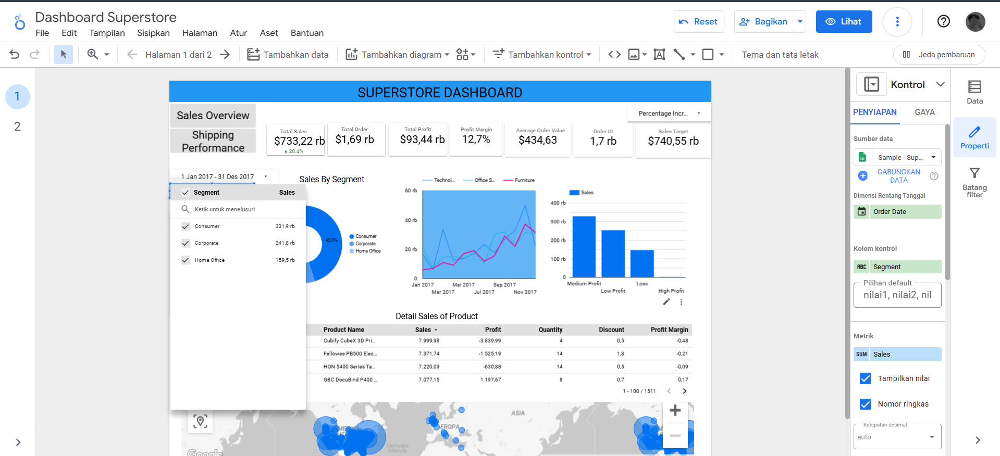 Dashboard Superstore
File Edit Tampilan Sisipkan Halaman Atur Aset Bantuan
Reset
Bagikan
Lihat
Halaman 1 dari 2
Tambahkan data
Tambahkan diagram
Tambahkan kontrol
Tema dan tata letak
Jeda pembaruan
1
2
SUPERSTORE DASHBOARD
Sales Overview
Shipping
Performance
Percentage Incr...
Total Sales
$733,22 rb
20.4%
Total Order
$1,69 rb
Total Profit
$93,44 rb
Profit Margin
12,7%
Average Order Value
$434,63
Order ID
1,7 rb
Sales Target
$740,55 rb
1 Jan 2017 - 31 Des 2017
Segment Sales
Ketik untuk menelusuri
Consumer 331,9 rb
Corporate 241,8 rb
Home Office 159,5 rb
Sales By Segment
45,3%
Consumer
Corporate
Home Office
Technol... Office S... Furniture
60 rb
40 rb
20 rb
0
Jan 2017 Mei 2017 Sep 2017
Mar 2017 Jul 2017 Nov 2017
Sales
400 rb
300 rb
200 rb
100 rb
0
Medium Profit Loss
Low Profit High Profit
Detail Sales of Product
Product Name Sales Profit Quantity Discount Profit Margin
Cubify CubeX 3D Pri... 7.999,98 -3.839,99 4 0,5 -0,48
Fellowes PB500 Elec... 7.371,74 -1.525,19 14 1,8 -0,21
HON 5400 Series Ta... 7.220,09 -630,88 14 0,5 -0,09
GBC DocuBind P400 ... 7.077,15 1.197,67 8 0,7 0,17
1 - 100 / 1511
ASIA
EROPA
Samudra
Atlantik
Google
Kontrol
PENYIAPAN GAYA
Sumber data
Sample - Sup...
GABUNGKAN
DATA
Dimensi Rentang Tanggal
Order Date
Kolom kontrol
ABC Segment
Pilihan default
nilai1, nilai2, nil
Metrik
SUM Sales
Tampilkan nilai
Nomor ringkas
Ketepatan desimal
auto
Data
Properti
Batang
filter